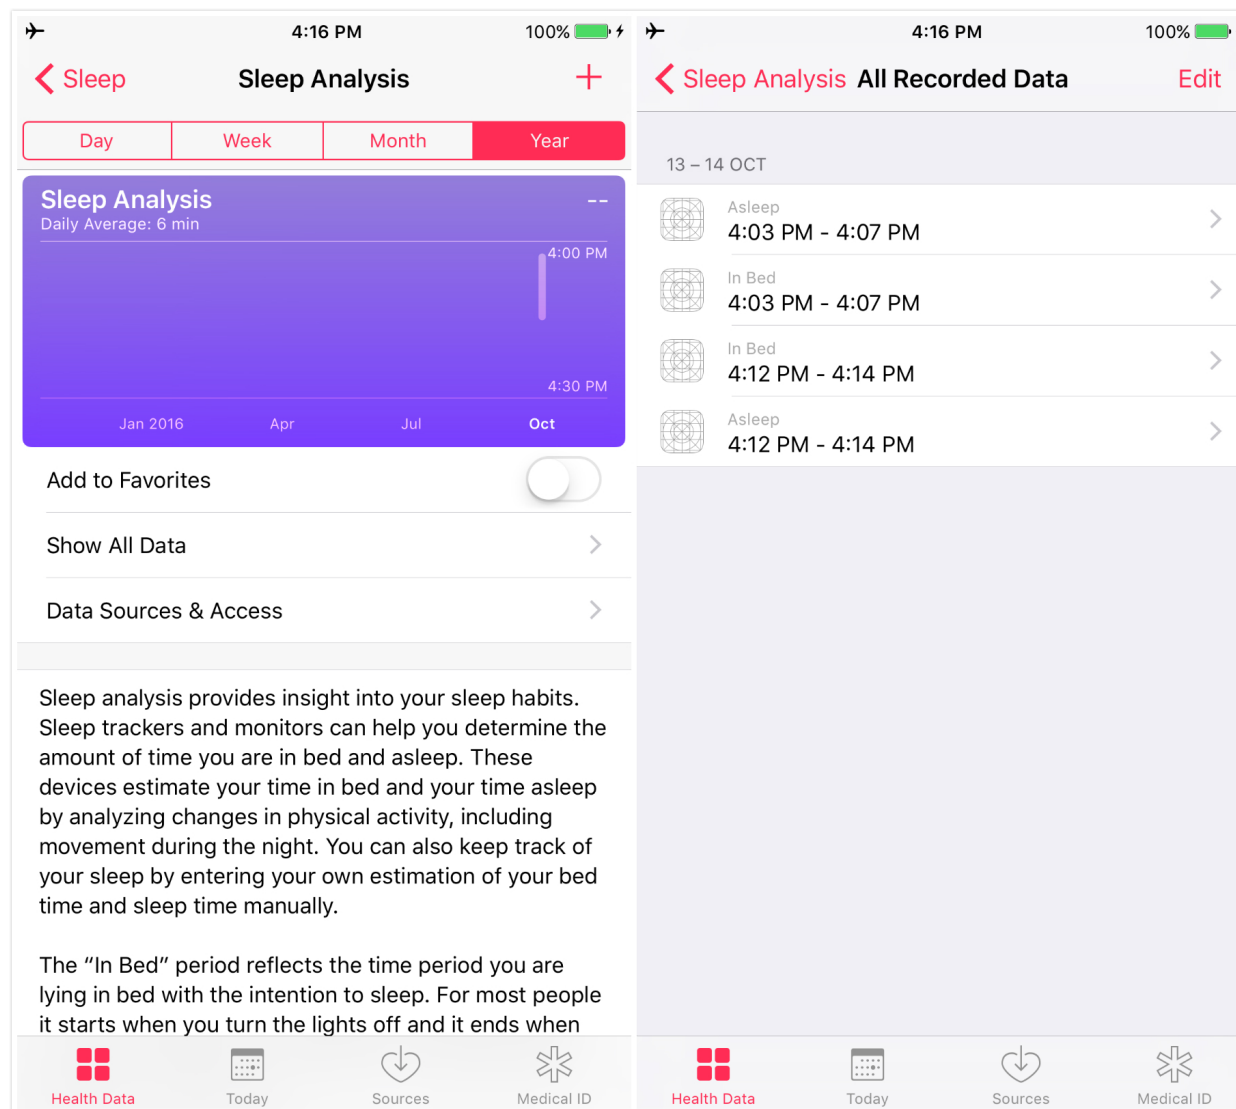 4:16 PM
100%
Sleep
Sleep Analysis
Day
Week
Month
Year
Sleep Analysis
--
Daily Average: 6 min
4:00 PM
4:30 PM
Jan 2016
Apr
Jul
Oct
Add to Favorites
Show All Data
Data Sources & Access
Sleep analysis provides insight into your sleep habits.
Sleep trackers and monitors can help you determine the
amount of time you are in bed and asleep. These
devices estimate your time in bed and your time asleep
by analyzing changes in physical activity, including
movement during the night. You can also keep track of
your sleep by entering your own estimation of your bed
time and sleep time manually.
The “In Bed” period reflects the time period you are
lying in bed with the intention to sleep. For most people
it starts when you turn the lights off and it ends when
Health Data
Today
Sources
Medical ID
4:16 PM
100%
Sleep Analysis
All Recorded Data
Edit
13 – 14 OCT
Asleep
4:03 PM - 4:07 PM
In Bed
4:03 PM - 4:07 PM
In Bed
4:12 PM - 4:14 PM
Asleep
4:12 PM - 4:14 PM
Health Data
Today
Sources
Medical ID